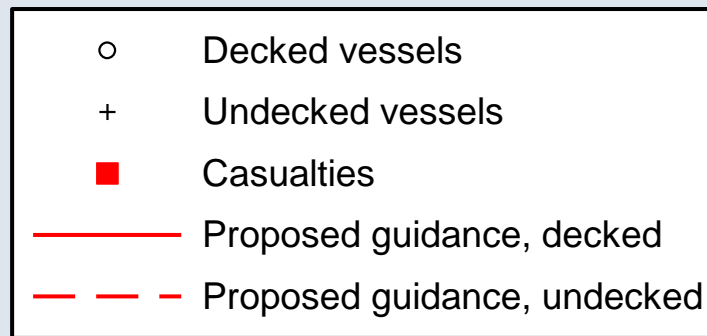 Decked vessels
Undecked vessels
Casualties
Proposed guidance, decked
Proposed guidance, undecked